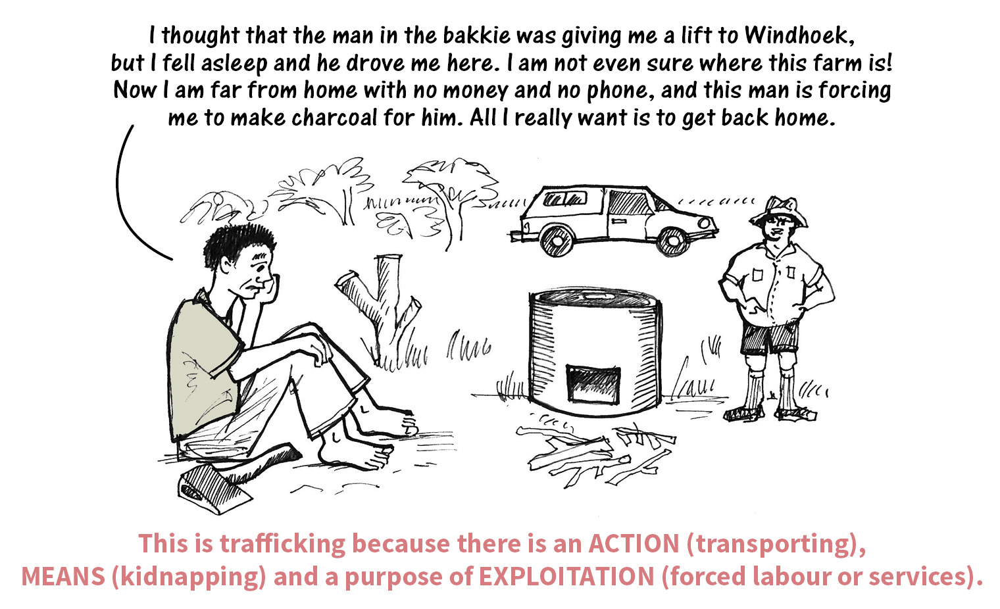 I thought that the man in the bakkie was giving me a lift to Windhoek,
but I fell asleep and he drove me here. I am not even sure where this farm is!
Now I am far from home with no money and no phone, and this man is forcing
me to make charcoal for him. All I really want is to get back home.
This is trafficking because there is an ACTION (transporting),
MEANS (kidnapping) and a purpose of EXPLOITATION (forced labour or services).